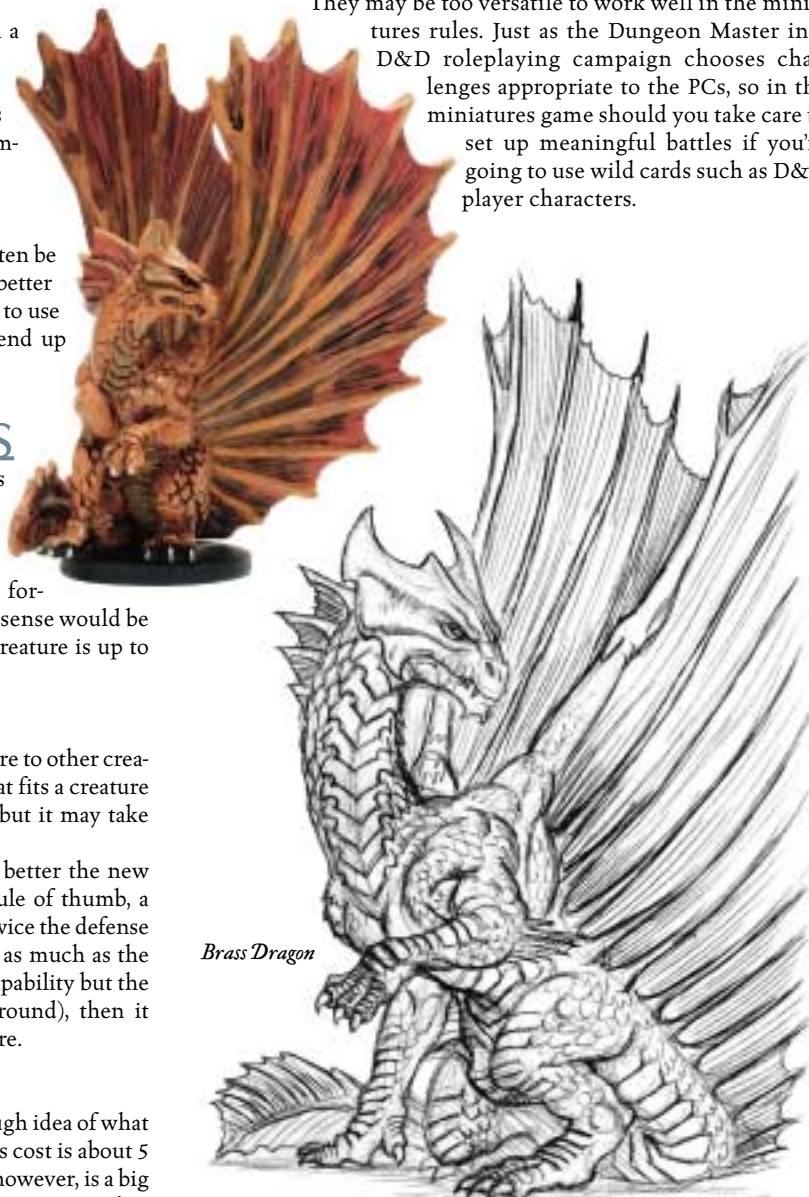 a
s
m-
ten be
better
to use
end up
S
s
for-
sense would be
reature is up to
re to other crea-
at fits a creature
but it may take
better the new
ule of thumb, a
wice the defense
as much as the
pability but the
round), then it
re.
ugh idea of what
s cost is about 5
however, is a big
They may be too versatile to work well in the mini
tures rules. Just as the Dungeon Master in
D&D roleplaying campaign chooses cha
lenges appropriate to the PCs, so in th
miniatures game should you take care
set up meaningful battles if you'
going to use wild cards such as D&
player characters.
Brass Dragon